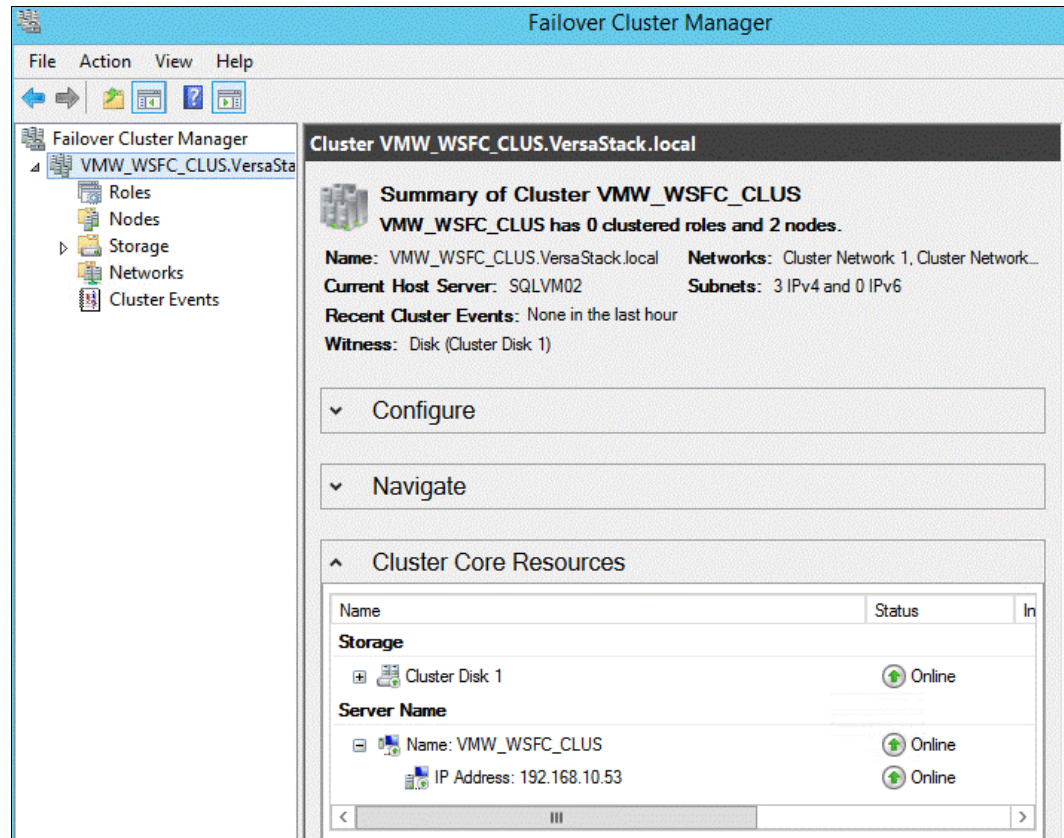 Failover Cluster Manager
File Action View Help
Failover Cluster Manager
VMW_WSFC_CLUS.VersaSta
Roles
Nodes
Storage
Networks
Cluster Events
Cluster VMW_WSFC_CLUS.VersaStack.local
Summary of Cluster VMW_WSFC_CLUS
VMW_WSFC_CLUS has 0 clustered roles and 2 nodes.
Name: VMW_WSFC_CLUS.VersaStack.local Networks: Cluster Network 1, Cluster Network...
Current Host Server: SQLVM02 Subnets: 3 IPv4 and 0 IPv6
Recent Cluster Events: None in the last hour
Witness: Disk (Cluster Disk 1)
Configure
Navigate
Cluster Core Resources
Name Status In
Storage
Cluster Disk 1 Online
Server Name
Name: VMW_WSFC_CLUS Online
IP Address: 192.168.10.53 Online